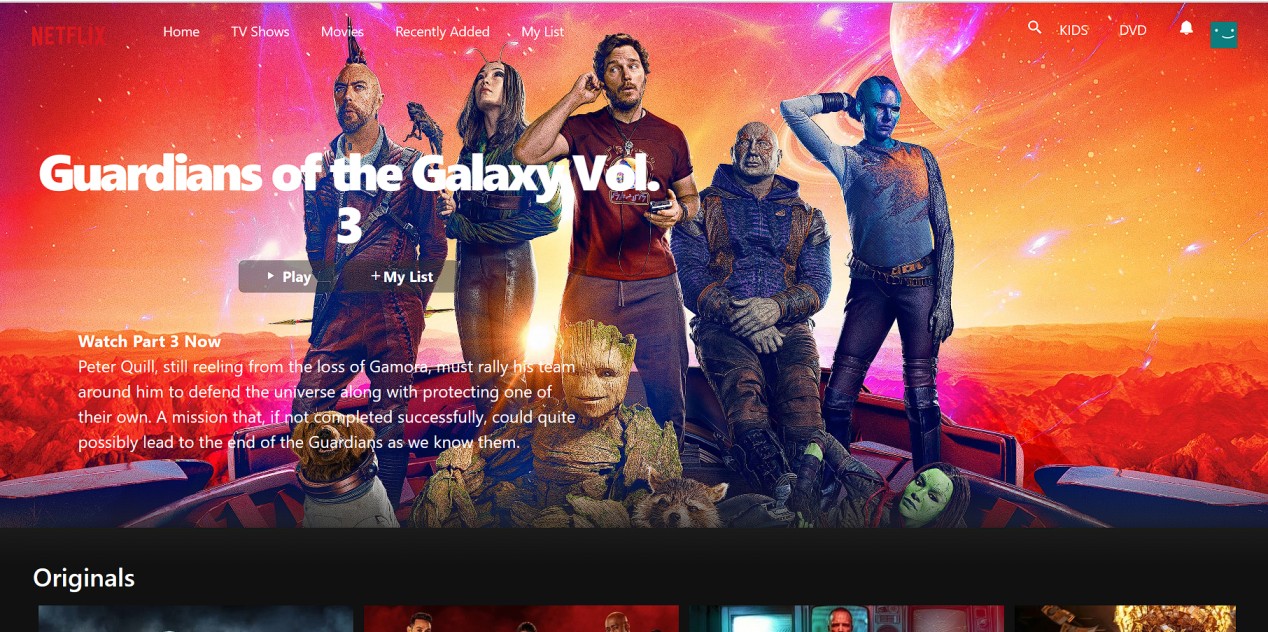 NETFLIX Home TV Shows Movies Recently Added My List KIDS DVD
Guardians of the Galaxy Vol.
3
Play +My List
Watch Part 3 Now
Peter Quill, still reeling from the loss of Gamora, must rally his team
around him to defend the universe along with protecting one of
their own. A mission that, if not completed successfully, could quite
possibly lead to the end of the Guardians as we know them.
Originals